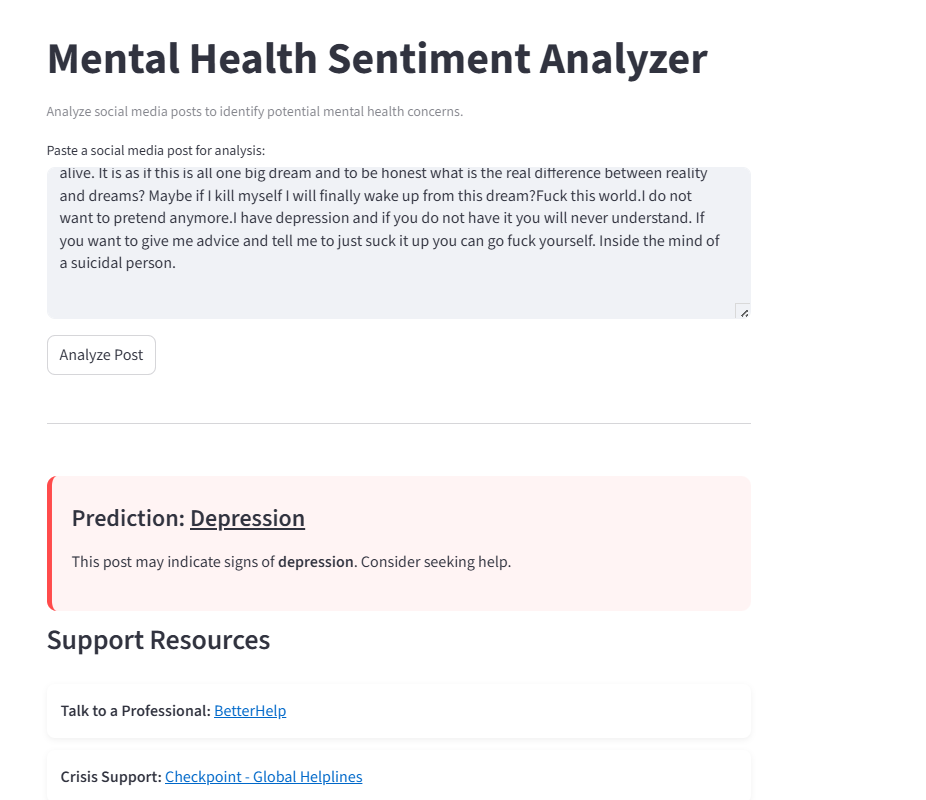 Mental Health Sentiment Analyzer
Analyze social media posts to identify potential mental health concerns.
Paste a social media post for analysis:
alive. It is as if this is all one big dream and to be honest what is the real difference between reality
and dreams? Maybe if I kill myself I will finally wake up from this dream?Fuck this world.I do not
want to pretend anymore.I have depression and if you do not have it you will never understand. If
you want to give me advice and tell me to just suck it up you can go fuck yourself. Inside the mind of
a suicidal person.
Analyze Post
Prediction: Depression
This post may indicate signs of depression. Consider seeking help.
Support Resources
Talk to a Professional: BetterHelp
Crisis Support: Checkpoint - Global Helplines